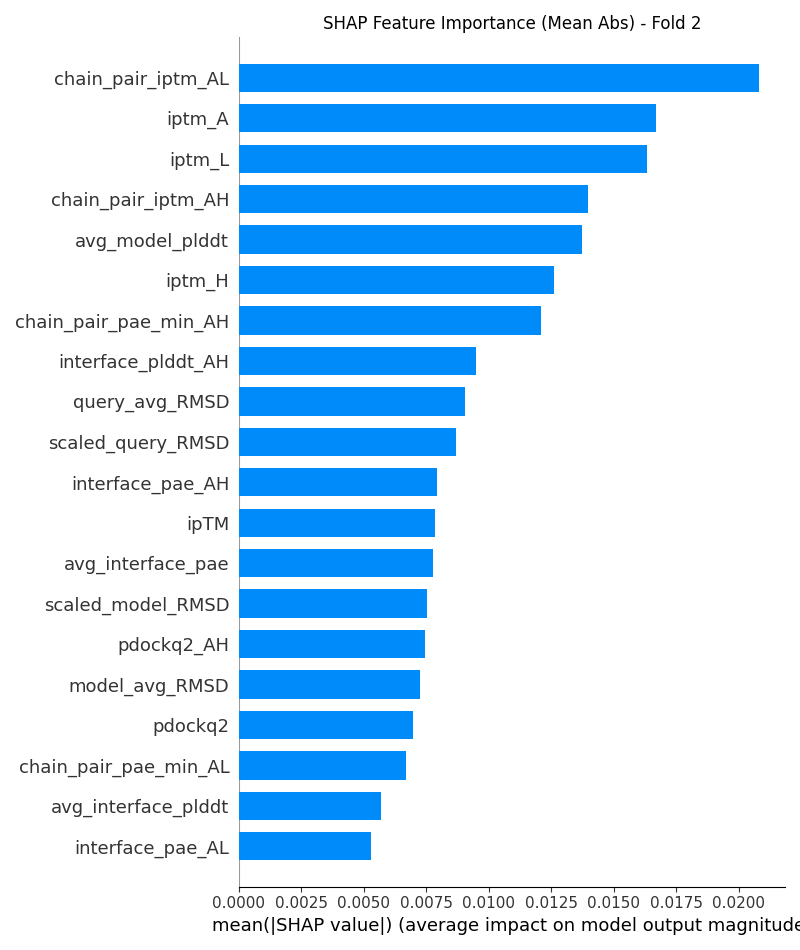 SHAP Feature Importance (Mean Abs) - Fold 2
chain_pair_iptm_AL
iptm_A
iptm_L
chain_pair_iptm_AH
avg_model_plddt
iptm_H
chain_pair_pae_min_AH
interface_plddt_AH
query_avg_RMSD
scaled_query_RMSD
interface_pae_AH
ipTM
avg_interface_pae
scaled_model_RMSD
pdockq2_AH
model_avg_RMSD
pdockq2
chain_pair_pae_min_AL
avg_interface_plddt
interface_pae_AL
0.0000 0.0025 0.0050 0.0075 0.0100 0.0125 0.0150 0.0175 0.0200
mean(|SHAP value|) (average impact on model output magnitude